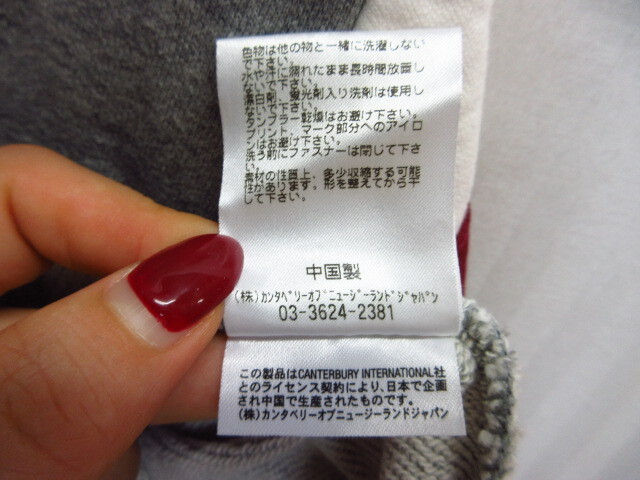 色物は他の物と一緒に洗濯しない
で下さい。
水や汗に濡れたまま長時間放置し
ないで下さい。
漂白剤、蛍光剤入り洗剤は使用し
ないで下さい。
タンブラー乾燥はお避け下さい。
プリント、マーク部分へのアイロ
ンはお避け下さい。
洗う前にファスナーは閉じて下さ
い。
素材の性質上、多少収縮する可能
性があります。形を整えてから干
して下さい。
中国製
(株)ｶﾝﾀﾍﾞﾘｰｵﾌﾞﾆｭｰｼﾞｰﾗﾝﾄﾞｼﾞｬﾊﾟﾝ
03-3624-2381
この製品はCANTERBURY INTERNATIONAL社
とのライセンス契約により、日本で企画
され中国で生産されたものです。
(株)カンタベリーオブニュージーランドジャパン